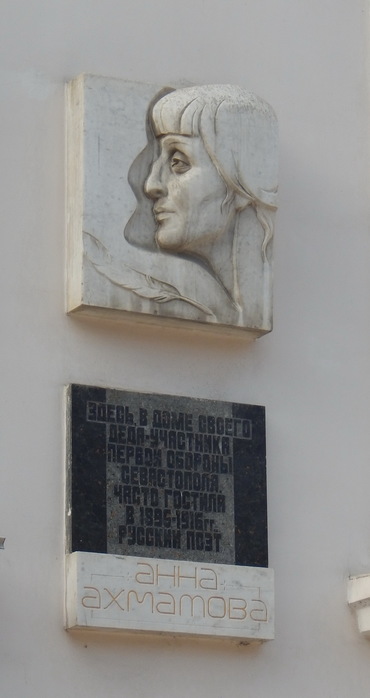 ЗДЕСЬ В ДОМЕ СВОЕГО
ДЕДА-УЧАСТНИКА
ПЕРВОЙ ОБОРОНЫ
СЕВАСТОПОЛЯ,
ЧАСТО ГОСТИЛА
В 1896-1916гг.
РУССКИЙ ПОЭТ
анна
ахматова